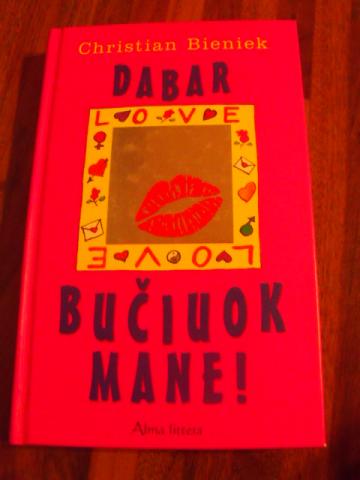 Christian Bieniek
DABAR
LOVE
LOVE
BUČIUOK
MANE!
Alma littera